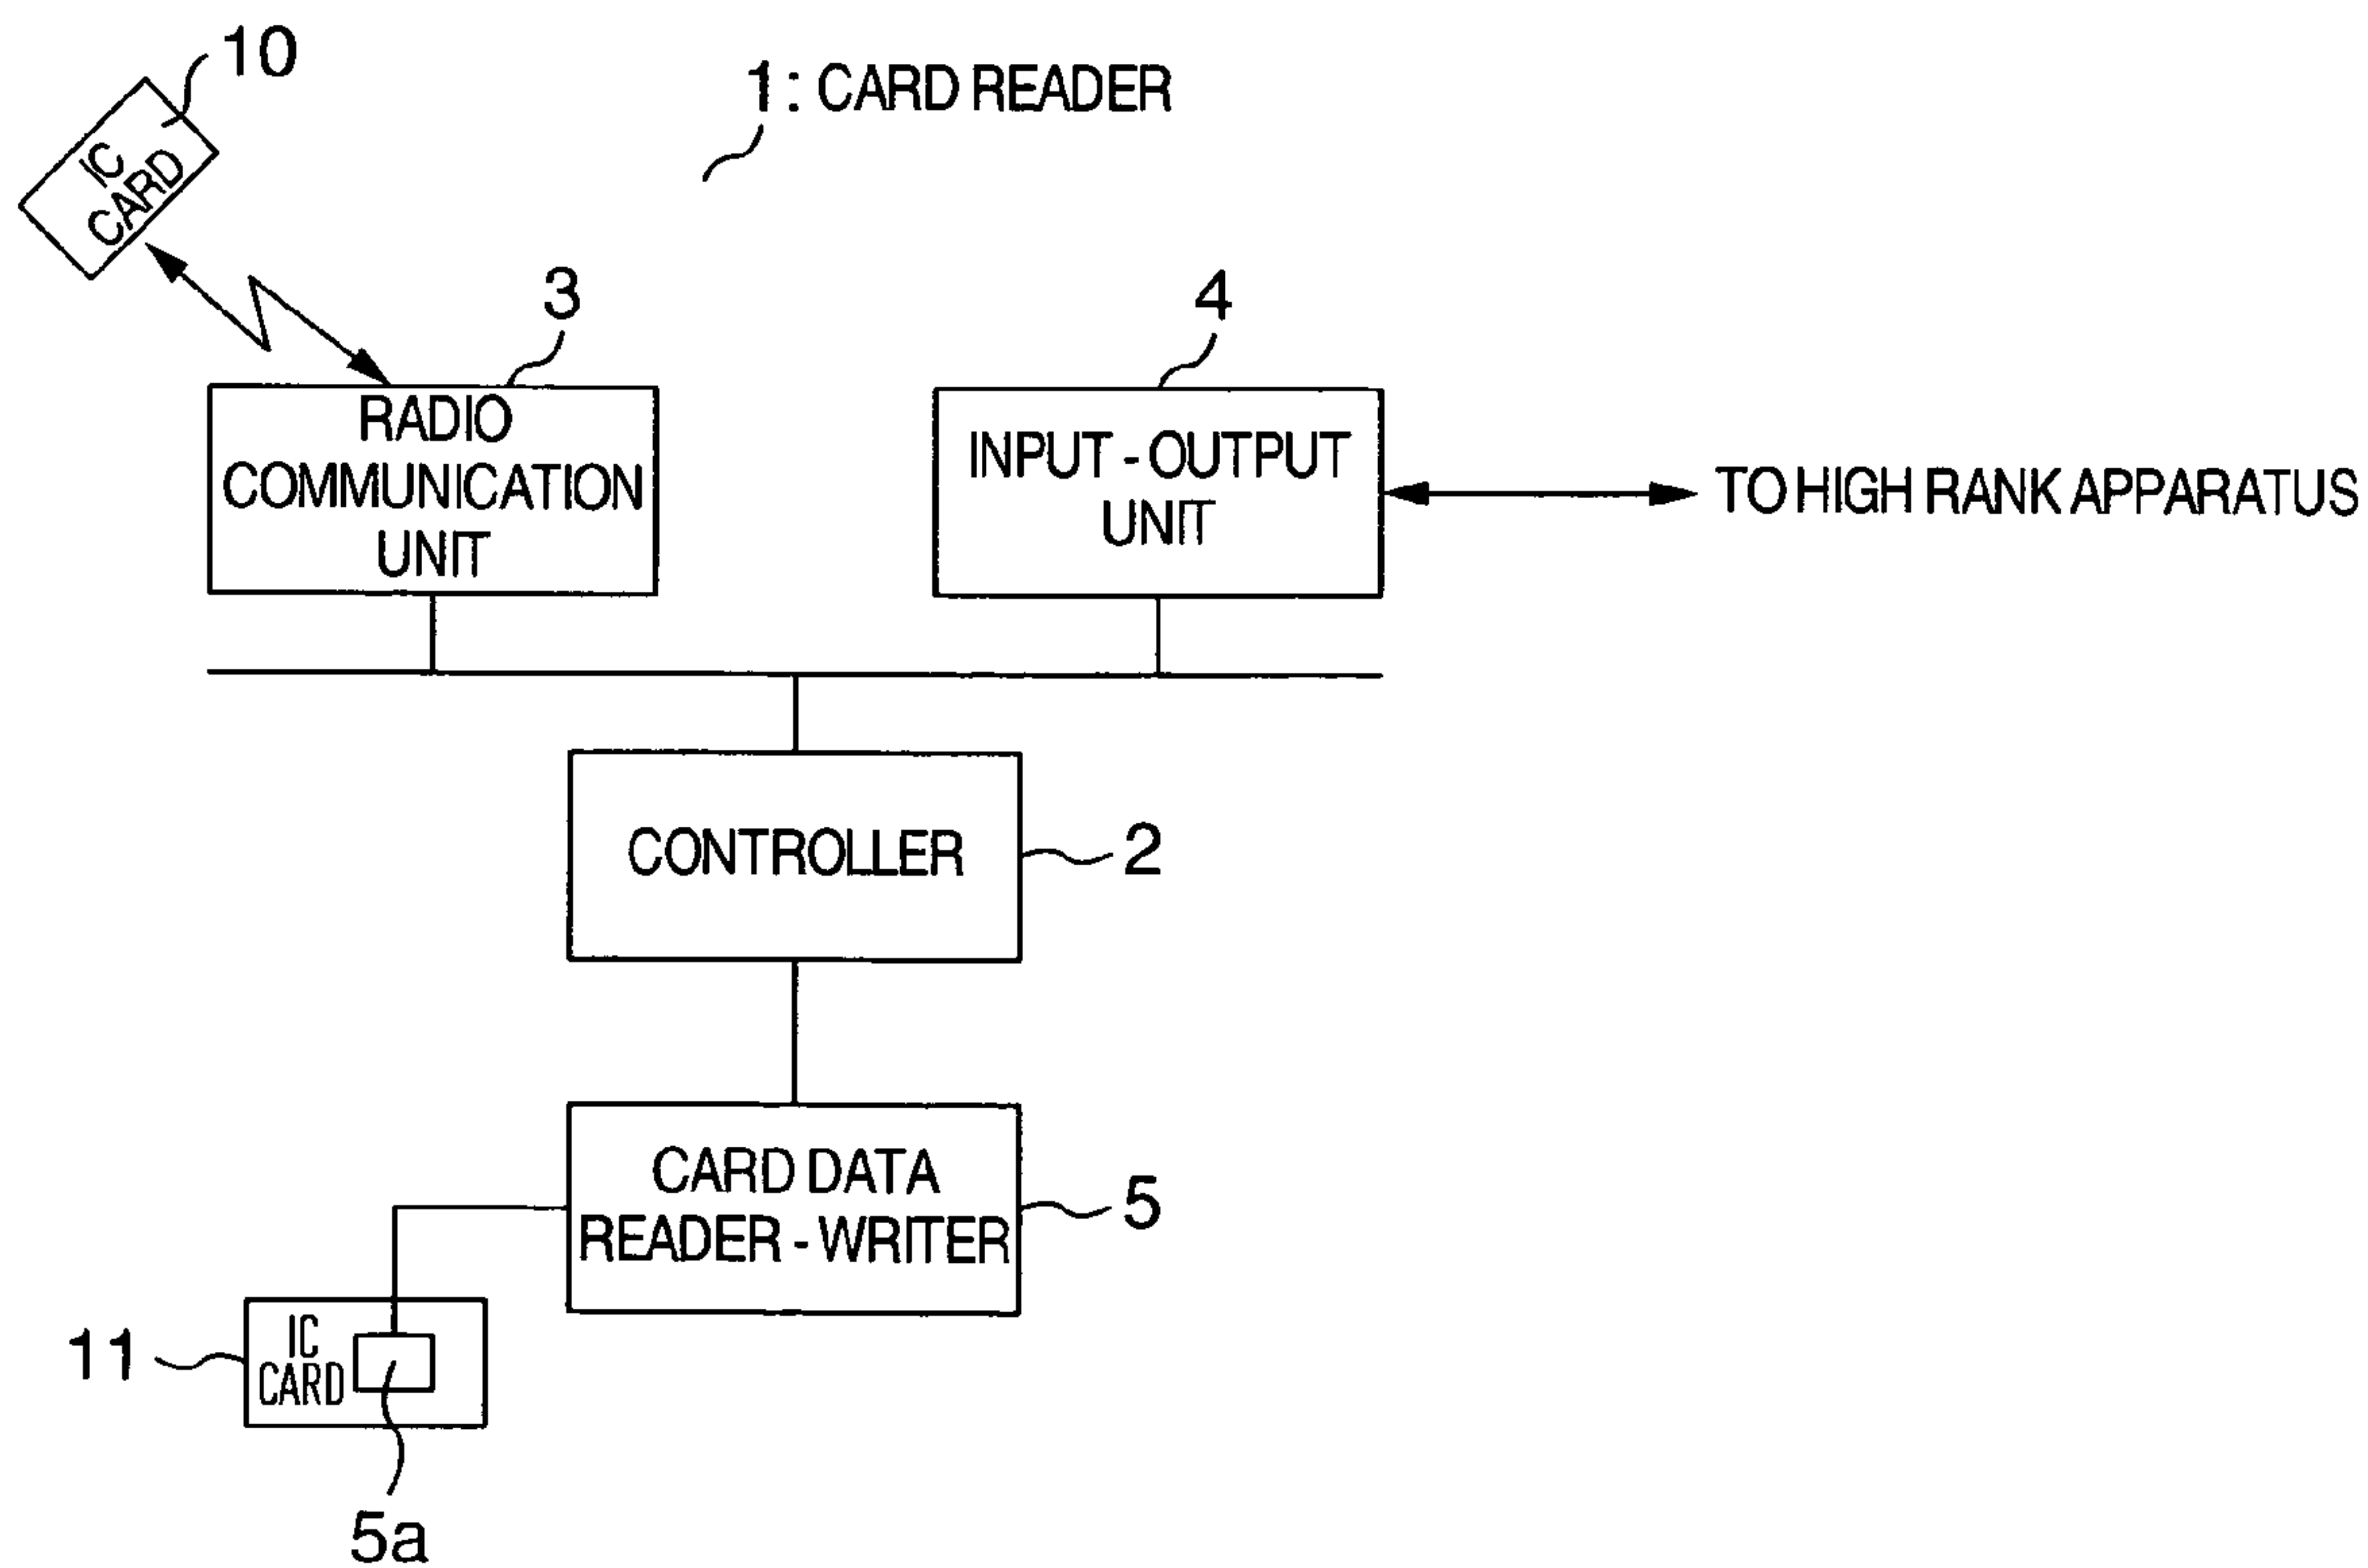 10
1 : CARD READER
IC
CARD
3
4
RADIO
COMMUNICATION
UNIT
INPUT - OUTPUT
UNIT
TO HIGH RANK APPARATUS
CONTROLLER
2
CARD DATA
READER - WRITER
5
11
IC
CARD
5a